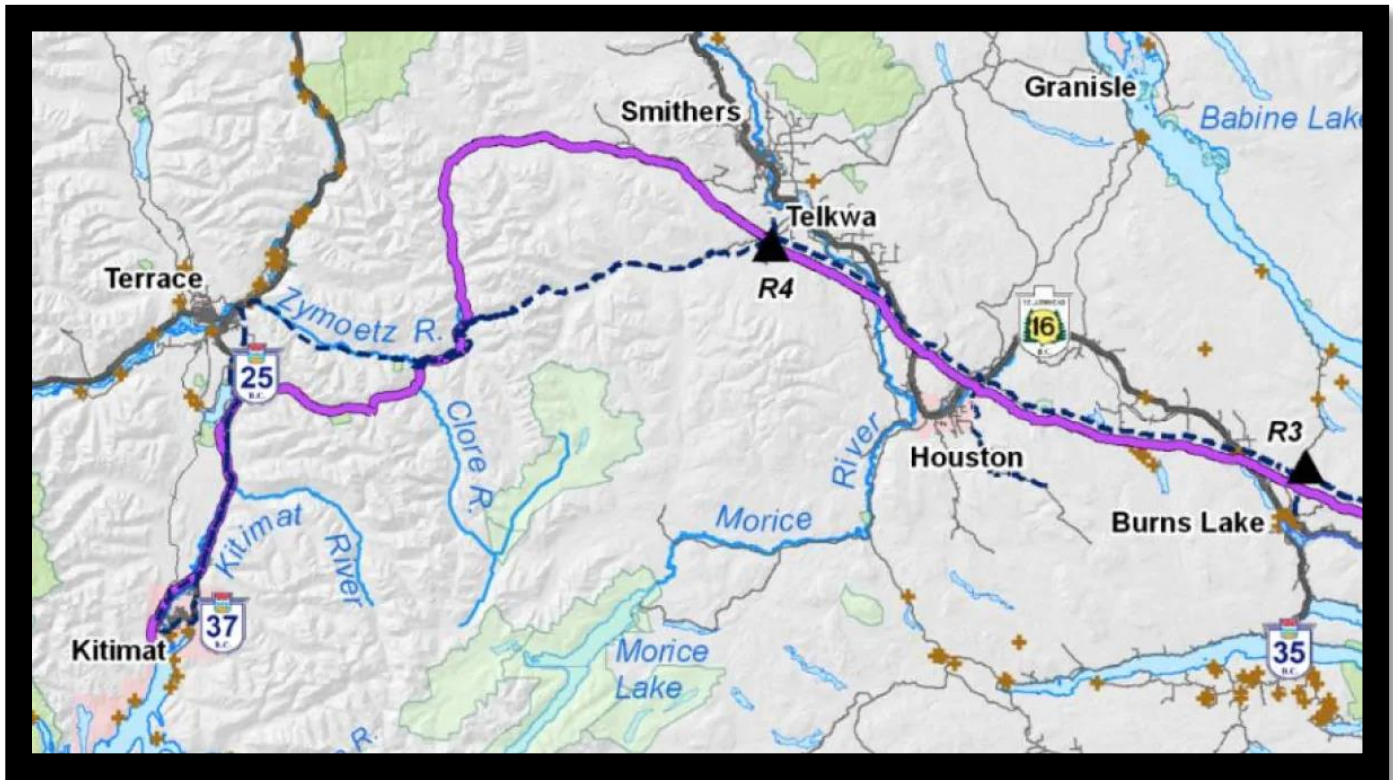 Granisle
Smithers
Babine Lake
Telkwa
Terrace
R4
Zymoetz R.
16
B.C.
25
B.C.
R3
Clore R.
River
Houston
Morice
Burns Lake
Kitimat
River
37
B.C.
Kitimat
Morice
Lake
35
B.C.
R.